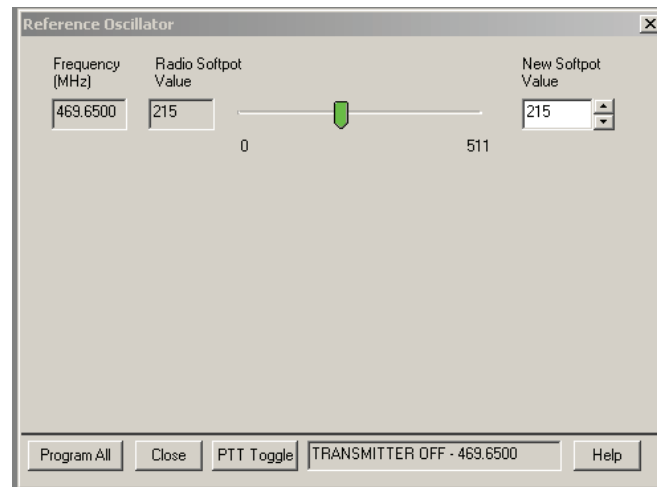 Reference Oscillator
Frequency (MHz)
Radio Softpot Value
New Softpot Value
469.6500
215
215
0
511
Program All
Close
PTT Toggle
TRANSMITTER OFF - 469.6500
Help